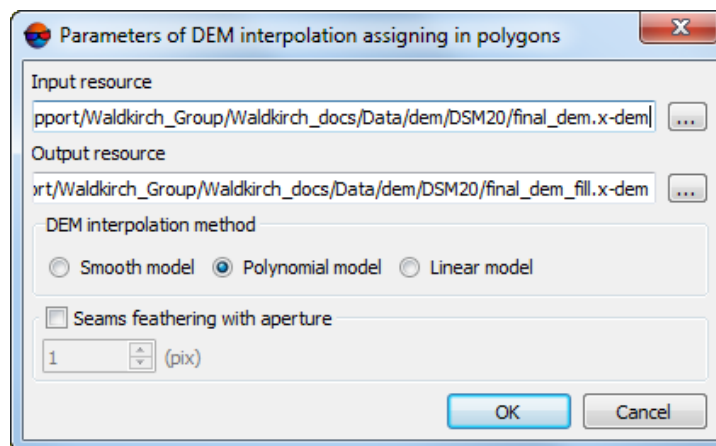 Parameters of DEM interpolation assigning in polygons
Input resource
pport/Waldkirch_Group/Waldkirch_docs/Data/dem/DSM20/final_dem.x-dem
...
Output resource
ort/Waldkirch_Group/Waldkirch_docs/Data/dem/DSM20/final_dem_fill.x-dem
...
DEM interpolation method
Smooth model Polynomial model Linear model
Seams feathering with aperture
1 (pix)
OK Cancel